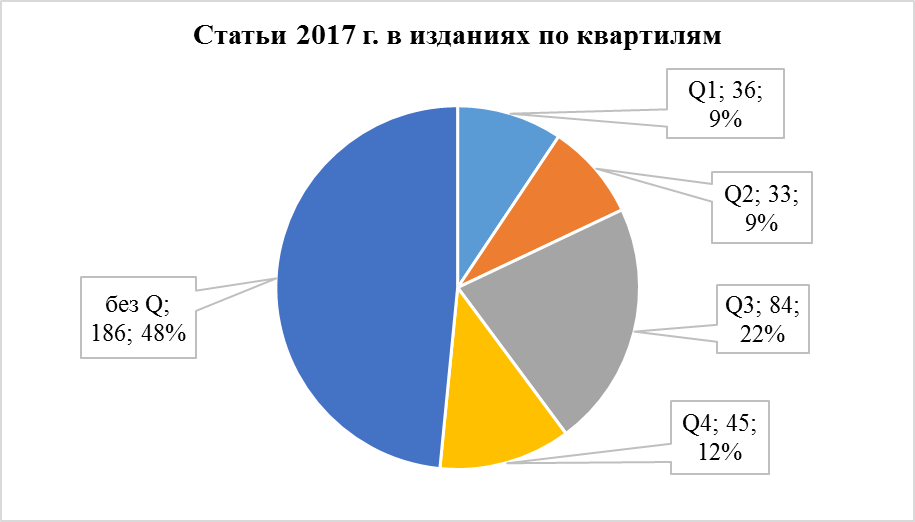 Статьи 2017 г. в изданиях по квартилям
Q1; 36;
9%
Q2; 33;
9%
Q3; 84;
22%
Q4; 45;
12%
без Q;
186; 48%